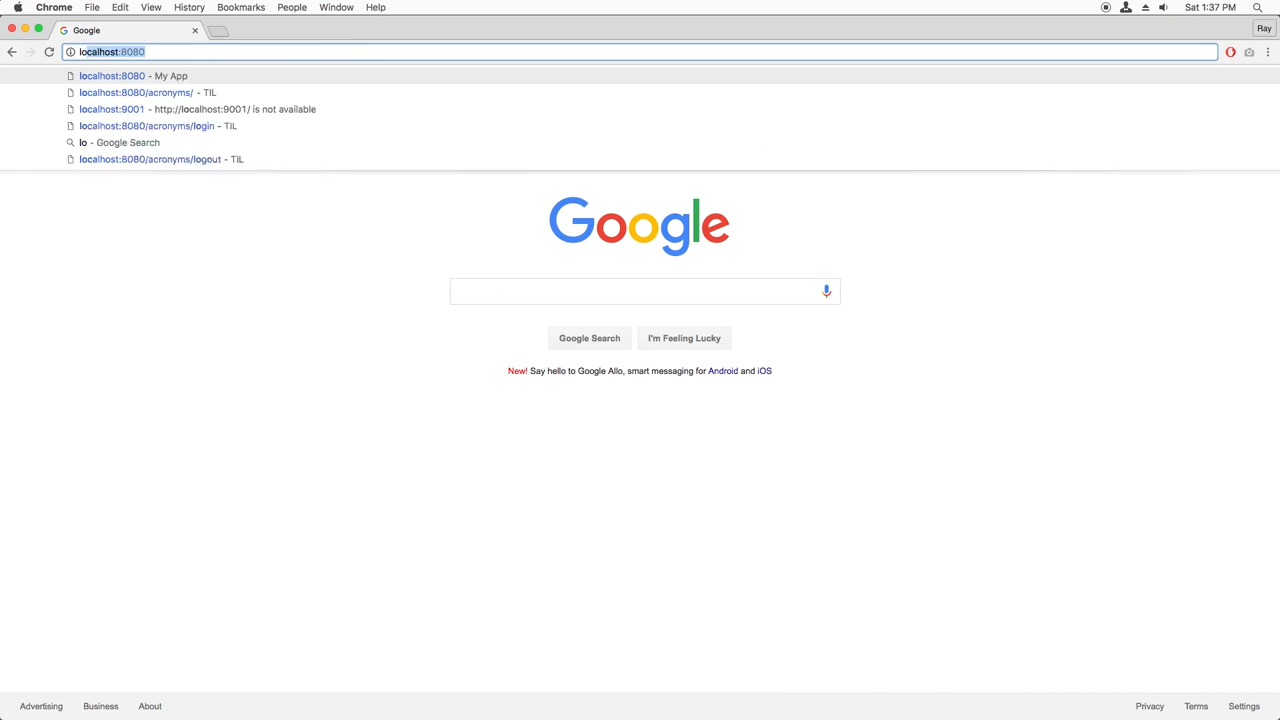 Chrome File Edit View History Bookmarks People Window Help Sat 1:37 PM
Google Ray
localhost:8080
localhost:8080 - My App
localhost:8080/acronyms/ - TIL
localhost:9001 - http://localhost:9001/ is not available
localhost:8080/acronyms/login - TIL
lo - Google Search
localhost:8080/acronyms/logout - TIL
Google
Google Search I'm Feeling Lucky
New! Say hello to Google Allo, smart messaging for Android and iOS
Advertising Business About Privacy Terms Settings